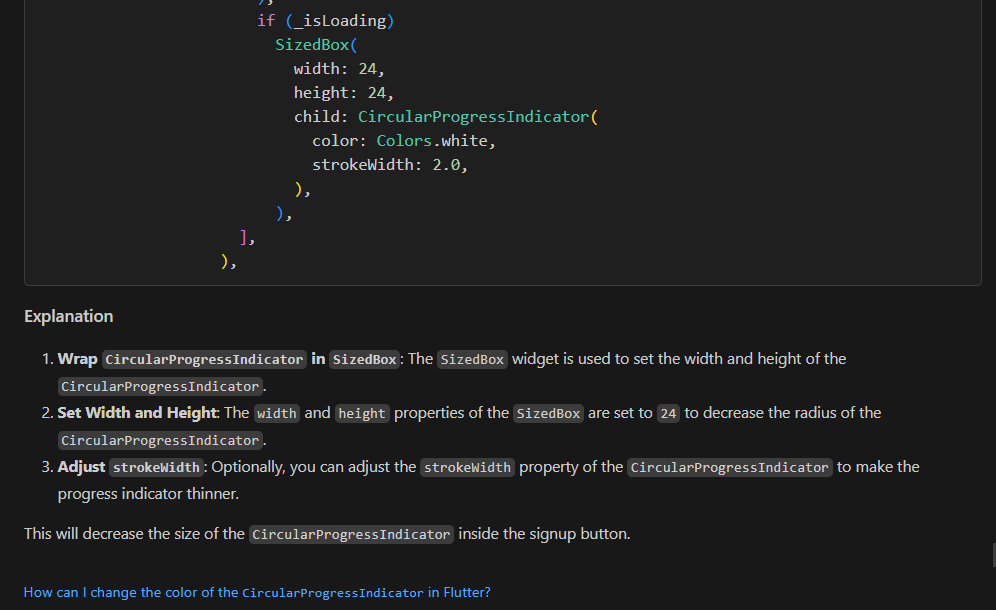 ),
if (_isLoading)
SizedBox(
width: 24,
height: 24,
child: CircularProgressIndicator(
color: Colors.white,
strokeWidth: 2.0,
),
),
],
),
Explanation
1. Wrap CircularProgressIndicator in SizedBox: The SizedBox widget is used to set the width and height of the
CircularProgressIndicator.
2. Set Width and Height: The width and height properties of the SizedBox are set to 24 to decrease the radius of the
CircularProgressIndicator.
3. Adjust strokeWidth: Optionally, you can adjust the strokeWidth property of the CircularProgressIndicator to make the
progress indicator thinner.
This will decrease the size of the CircularProgressIndicator inside the signup button.
How can I change the color of the CircularProgressIndicator in Flutter?